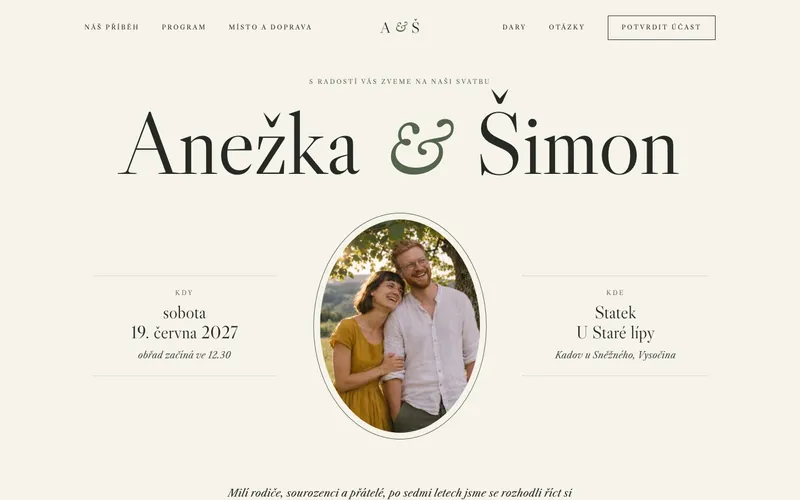 NÁŠ PŘÍBĚH
PROGRAM
MÍSTO A DOPRAVA
A & Š
DARY
OTÁZKY
POTVRDIT ÚČAST
S RADOSTÍ VÁS ZVEME NA NAŠI SVATBU
Anežka & Šimon
KDY
sobota
19. června 2027
obřad začíná ve 12.30
KDE
Statek
U Staré lípy
Kadov u Sněžného, Vysočina
Milí rodiče, sourozenci a přátelé, po sedmi letech jsme se rozhodli říct si